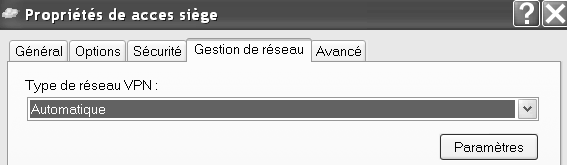 Propriétés de acces siège
Général Options Sécurité Gestion de réseau Avancé
Type de réseau VPN :
Automatique
Paramètres